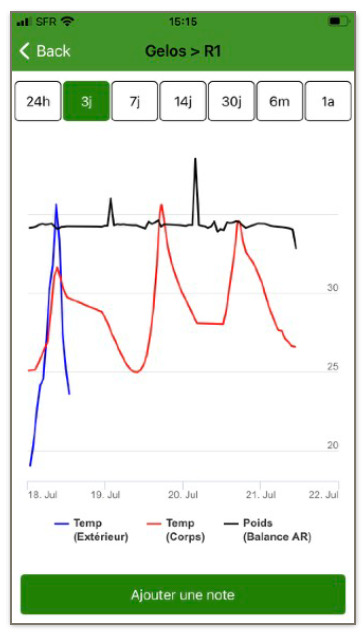 SFR 15:15
Back Gelos > R1
24h 3j 7j 14j 30j 6m 1a
30
25
20
18. Jul 19. Jul 20. Jul 21. Jul 22. Jul
Temp Temp Poids
(Extérieur) (Corps) (Balance AR)
Ajouter une note